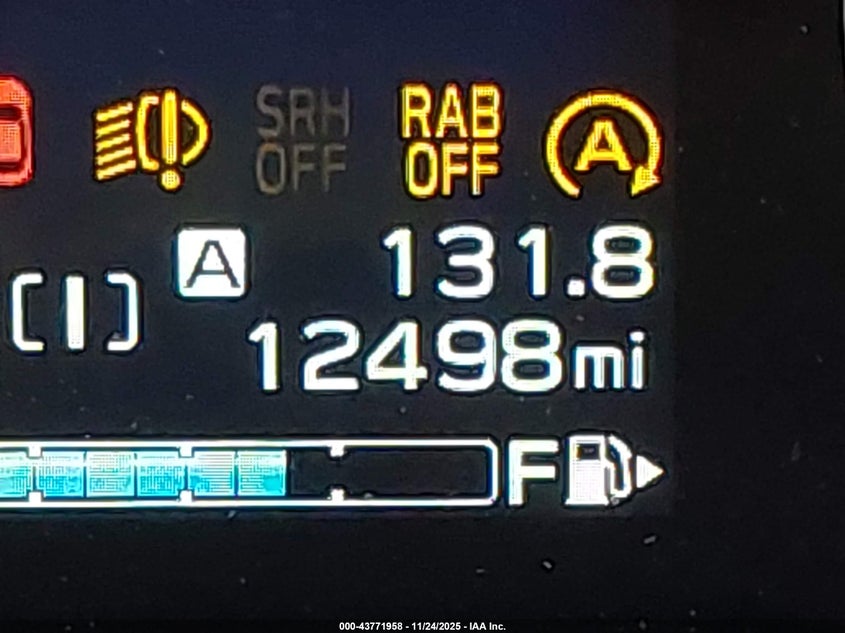 SRH RAB A
OFF OFF
A 131.8
12498mi
F
000-43771958 - 11/24/2025 - IAA Inc.